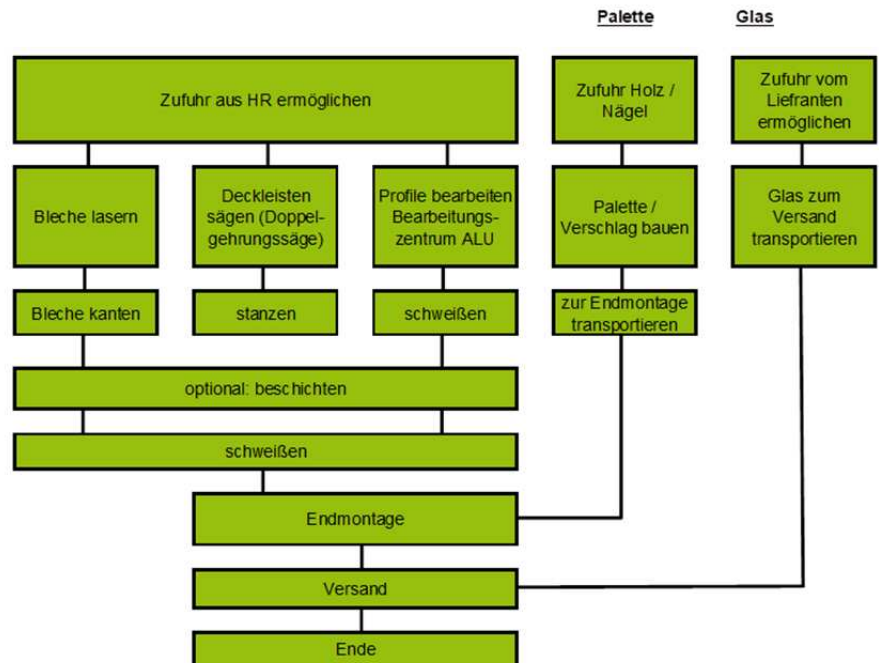 Palette
Glas
Zufuhr aus HR ermöglichen
Zufuhr Holz /
Nägel
Zufuhr vom
Liefranten
ermöglichen
Bleche lasern
Deckleisten
sägen (Doppel-
gehrungssäge)
Profile bearbeiten
Bearbeitungs-
zentrum ALU
Palette /
Verschlag bauen
Glas zum
Versand
transportieren
Bleche kanten
stanzen
schweißen
zur Endmontage
transportieren
optional: beschichten
schweißen
Endmontage
Versand
Ende